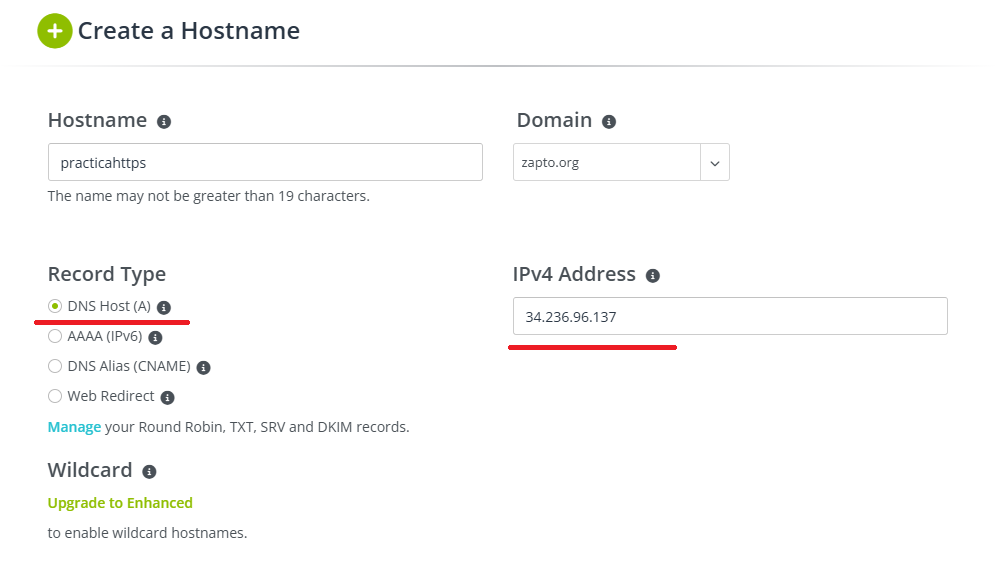 Create a Hostname
Hostname
Domain
practicahttps
zapto.org
The name may not be greater than 19 characters.
Record Type
IPv4 Address
DNS Host (A)
34.236.96.137
AAAA (IPv6)
DNS Alias (CNAME)
Web Redirect
Manage your Round Robin, TXT, SRV and DKIM records.
Wildcard
Upgrade to Enhanced
to enable wildcard hostnames.